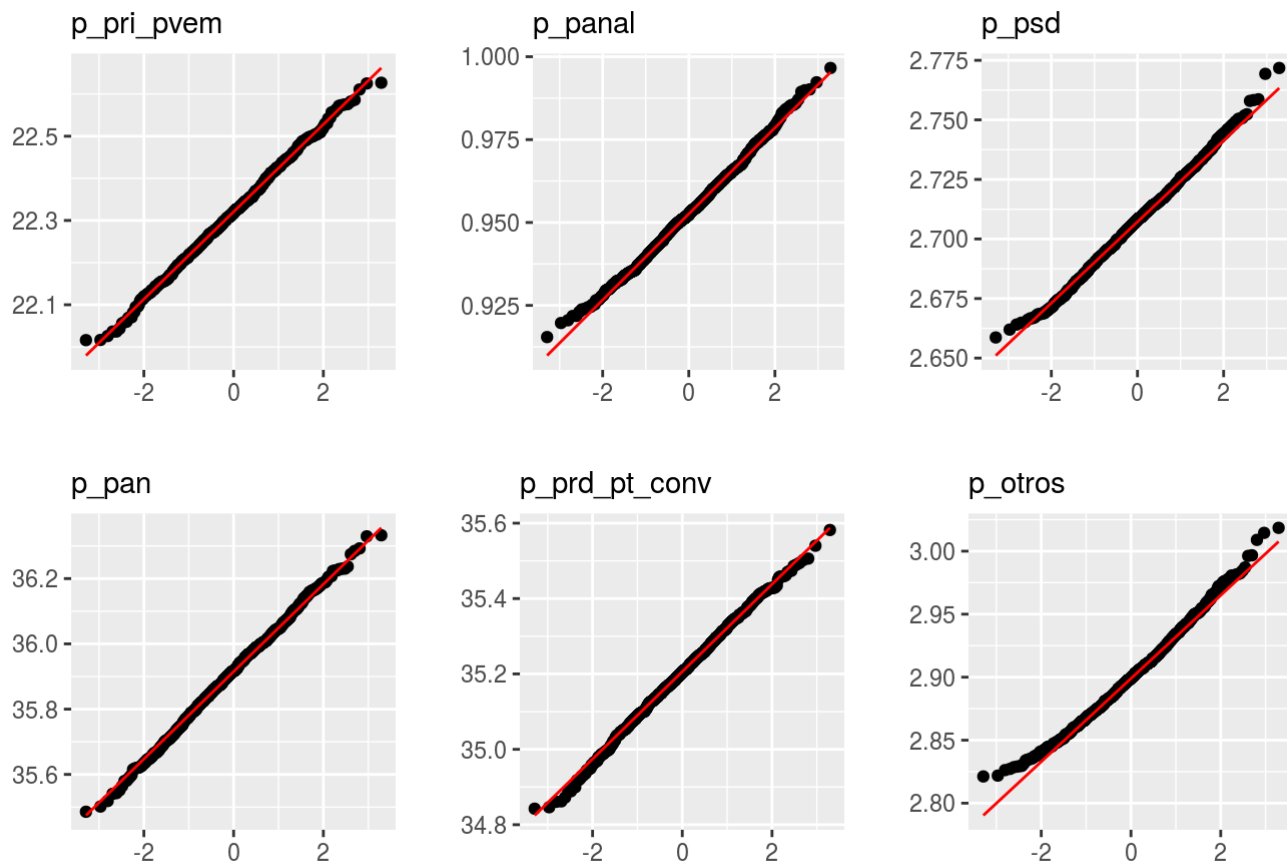 p_pri_pvem
22.5
22.3
22.1
-2 0 2
p_panal
1.000
0.975
0.950
0.925
-2 0 2
p_psd
2.775
2.750
2.725
2.700
2.675
2.650
-2 0 2
p_pan
36.2
36.0
35.8
35.6
-2 0 2
p_prd_pt_conv
35.6
35.4
35.2
35.0
34.8
-2 0 2
p_otros
3.00
2.95
2.90
2.85
2.80
-2 0 2